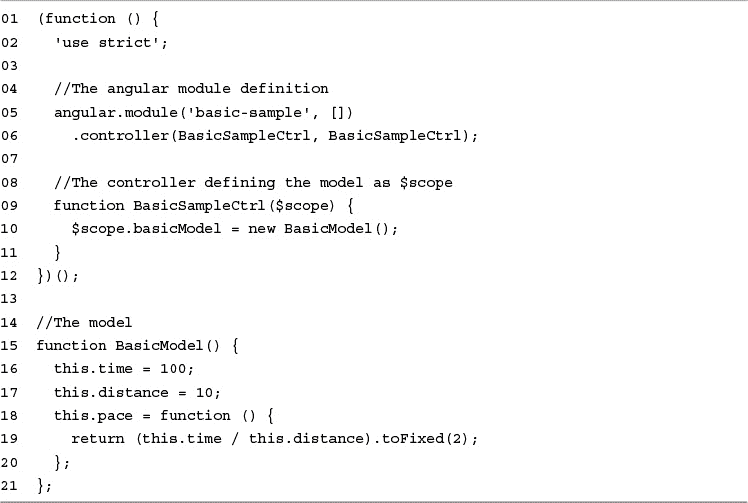 01 (function () {
02   'use strict';
03
04   //The angular module definition
05   angular.module('basic-sample', [])
06     .controller(BasicSampleCtrl, BasicSampleCtrl);
07
08   //The controller defining the model as $scope
09   function BasicSampleCtrl($scope) {
10     $scope.basicModel = new BasicModel();
11   }
12 })();
13
14 //The model
15 function BasicModel() {
16   this.time = 100;
17   this.distance = 10;
18   this.pace = function () {
19     return (this.time / this.distance).toFixed(2);
20   };
21 };